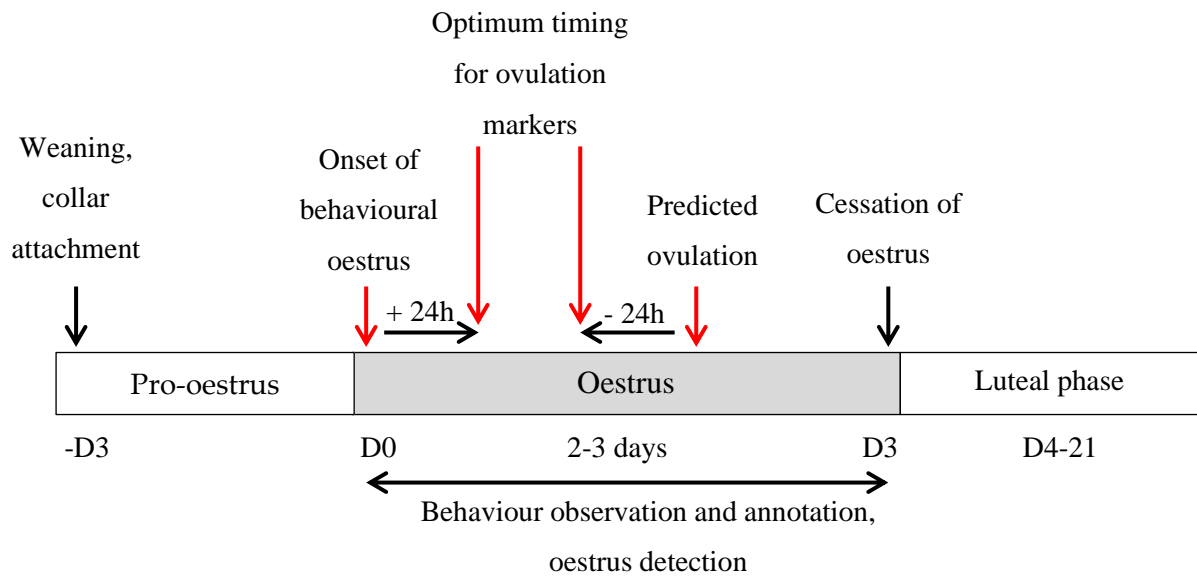 Optimum timing
for ovulation
markers
Weaning,
collar
attachment
Onset of
behavioural
oestrus
Predicted
ovulation
Cessation of
oestrus
+ 24h
- 24h
Pro-oestrus
Oestrus
Luteal phase
-D3
D0
2-3 days
D3
D4-21
Behaviour observation and annotation,
oestrus detection